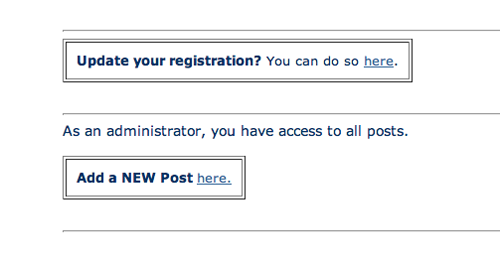 Update your registration? You can do so here.
As an administrator, you have access to all posts.
Add a NEW Post here.